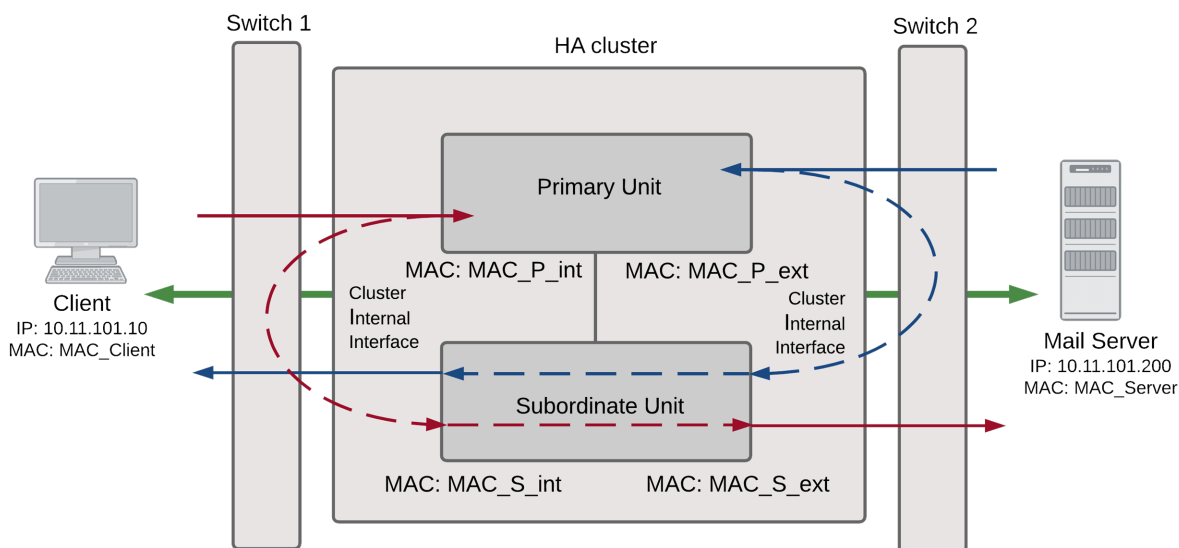 Switch 1
HA cluster
Switch 2
Primary Unit
MAC: MAC_P_int
MAC: MAC_P_ext
Client
IP: 10.11.101.10
MAC: MAC_Client
Cluster
Internal
Interface
Cluster
Internal
Interface
Mail Server
IP: 10.11.101.200
MAC: MAC_Server
Subordinate Unit
MAC: MAC_S_int
MAC: MAC_S_ext